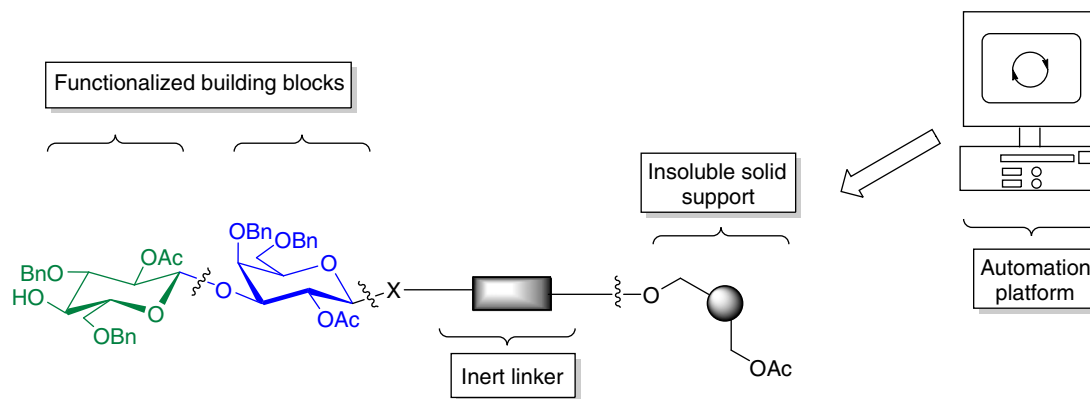 Functionalized building blocks
Insoluble solid
support
Automation
platform
OBn
OBn
OAc
BnO
HO
O
OBn
O
O
OAc
X
O
OAc
Inert linker